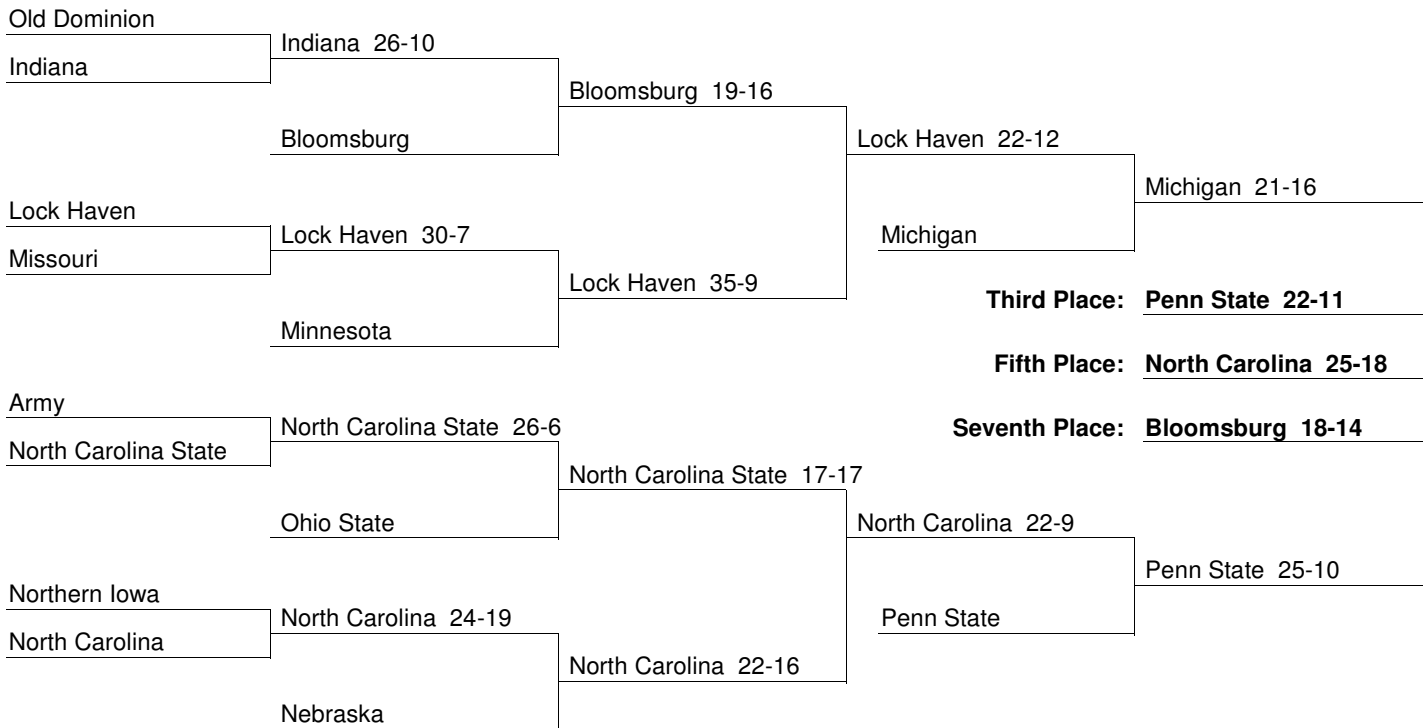 Old Dominion
Indiana 26-10
Indiana
Bloomsburg 19-16
Bloomsburg
Lock Haven 22-12
Michigan 21-16
Lock Haven
Lock Haven 30-7
Michigan
Missouri
Lock Haven 35-9
Third Place: Penn State 22-11
Minnesota
Fifth Place: North Carolina 25-18
Army
North Carolina State 26-6
Seventh Place: Bloomsburg 18-14
North Carolina State
North Carolina State 17-17
Ohio State
North Carolina 22-9
Penn State 25-10
Northern Iowa
North Carolina 24-19
Penn State
North Carolina
North Carolina 22-16
Nebraska